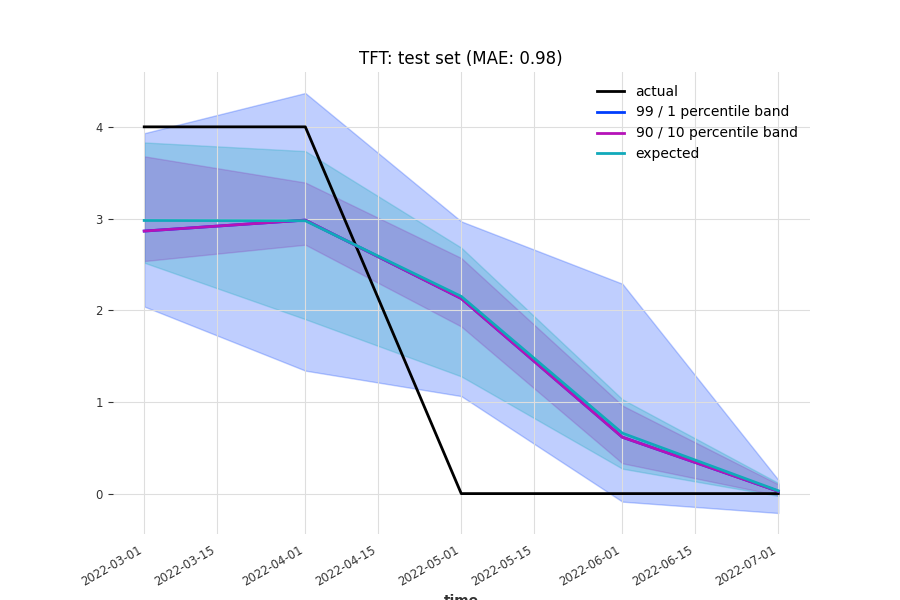 TFT: test set (MAE: 0.98)
actual
99 / 1 percentile band
90 / 10 percentile band
expected
4
3
2
1
0
2022-03-01
2022-03-15
2022-04-01
2022-04-15
2022-05-01
2022-05-15
2022-06-01
2022-06-15
2022-07-01
time